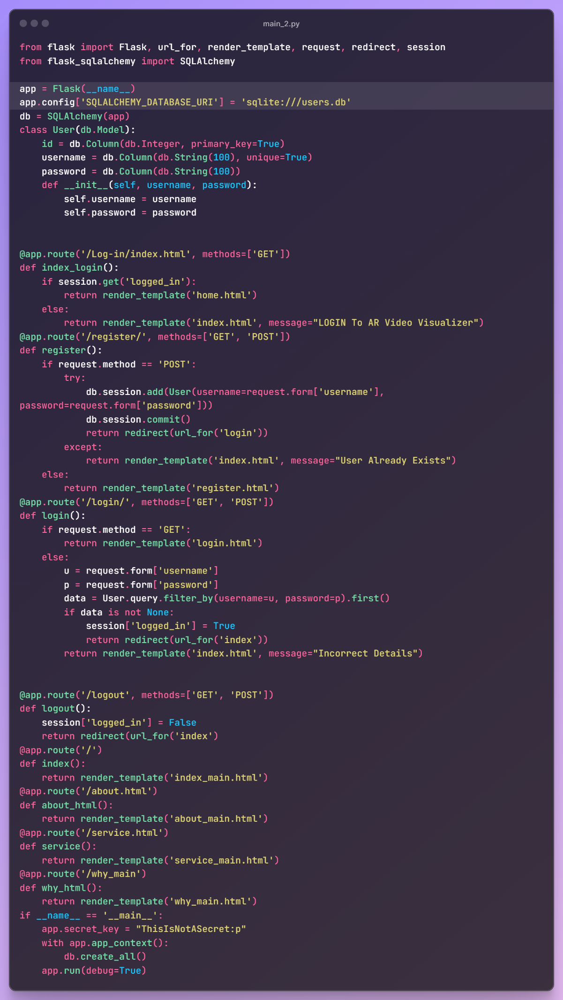 main_2.py
from flask import Flask, url_for, render_template, request, redirect, session
from flask_sqlalchemy import SQLAlchemy

app = Flask(__name__)
app.config['SQLALCHEMY_DATABASE_URI'] = 'sqlite:///users.db'
db = SQLAlchemy(app)
class User(db.Model):
    id = db.Column(db.Integer, primary_key=True)
    username = db.Column(db.String(100), unique=True)
    password = db.Column(db.String(100))
    def __init__(self, username, password):
        self.username = username
        self.password = password


@app.route('/Log-in/index.html', methods=['GET'])
def index_login():
    if session.get('logged_in'):
        return render_template('home.html')
    else:
        return render_template('index.html', message="LOGIN To AR Video Visualizer")
@app.route('/register/', methods=['GET', 'POST'])
def register():
    if request.method == 'POST':
        try:
            db.session.add(User(username=request.form['username'],
password=request.form['password']))
            db.session.commit()
            return redirect(url_for('login'))
        except:
            return render_template('index.html', message="User Already Exists")
    else:
        return render_template('register.html')
@app.route('/login/', methods=['GET', 'POST'])
def login():
    if request.method == 'GET':
        return render_template('login.html')
    else:
        u = request.form['username']
        p = request.form['password']
        data = User.query.filter_by(username=u, password=p).first()
        if data is not None:
            session['logged_in'] = True
            return redirect(url_for('index'))
        return render_template('index.html', message="Incorrect Details")


@app.route('/logout', methods=['GET', 'POST'])
def logout():
    session['logged_in'] = False
    return redirect(url_for('index')
@app.route('/')
def index():
    return render_template('index_main.html')
@app.route('/about.html')
def about_html():
    return render_template('about_main.html')
@app.route('/service.html')
def service():
    return render_template('service_main.html')
@app.route('/why_main')
def why_html():
    return render_template('why_main.html')
if __name__ == '__main__':
    app.secret_key = "ThisIsNotASecret:p"
    with app.app_context():
        db.create_all()
    app.run(debug=True)